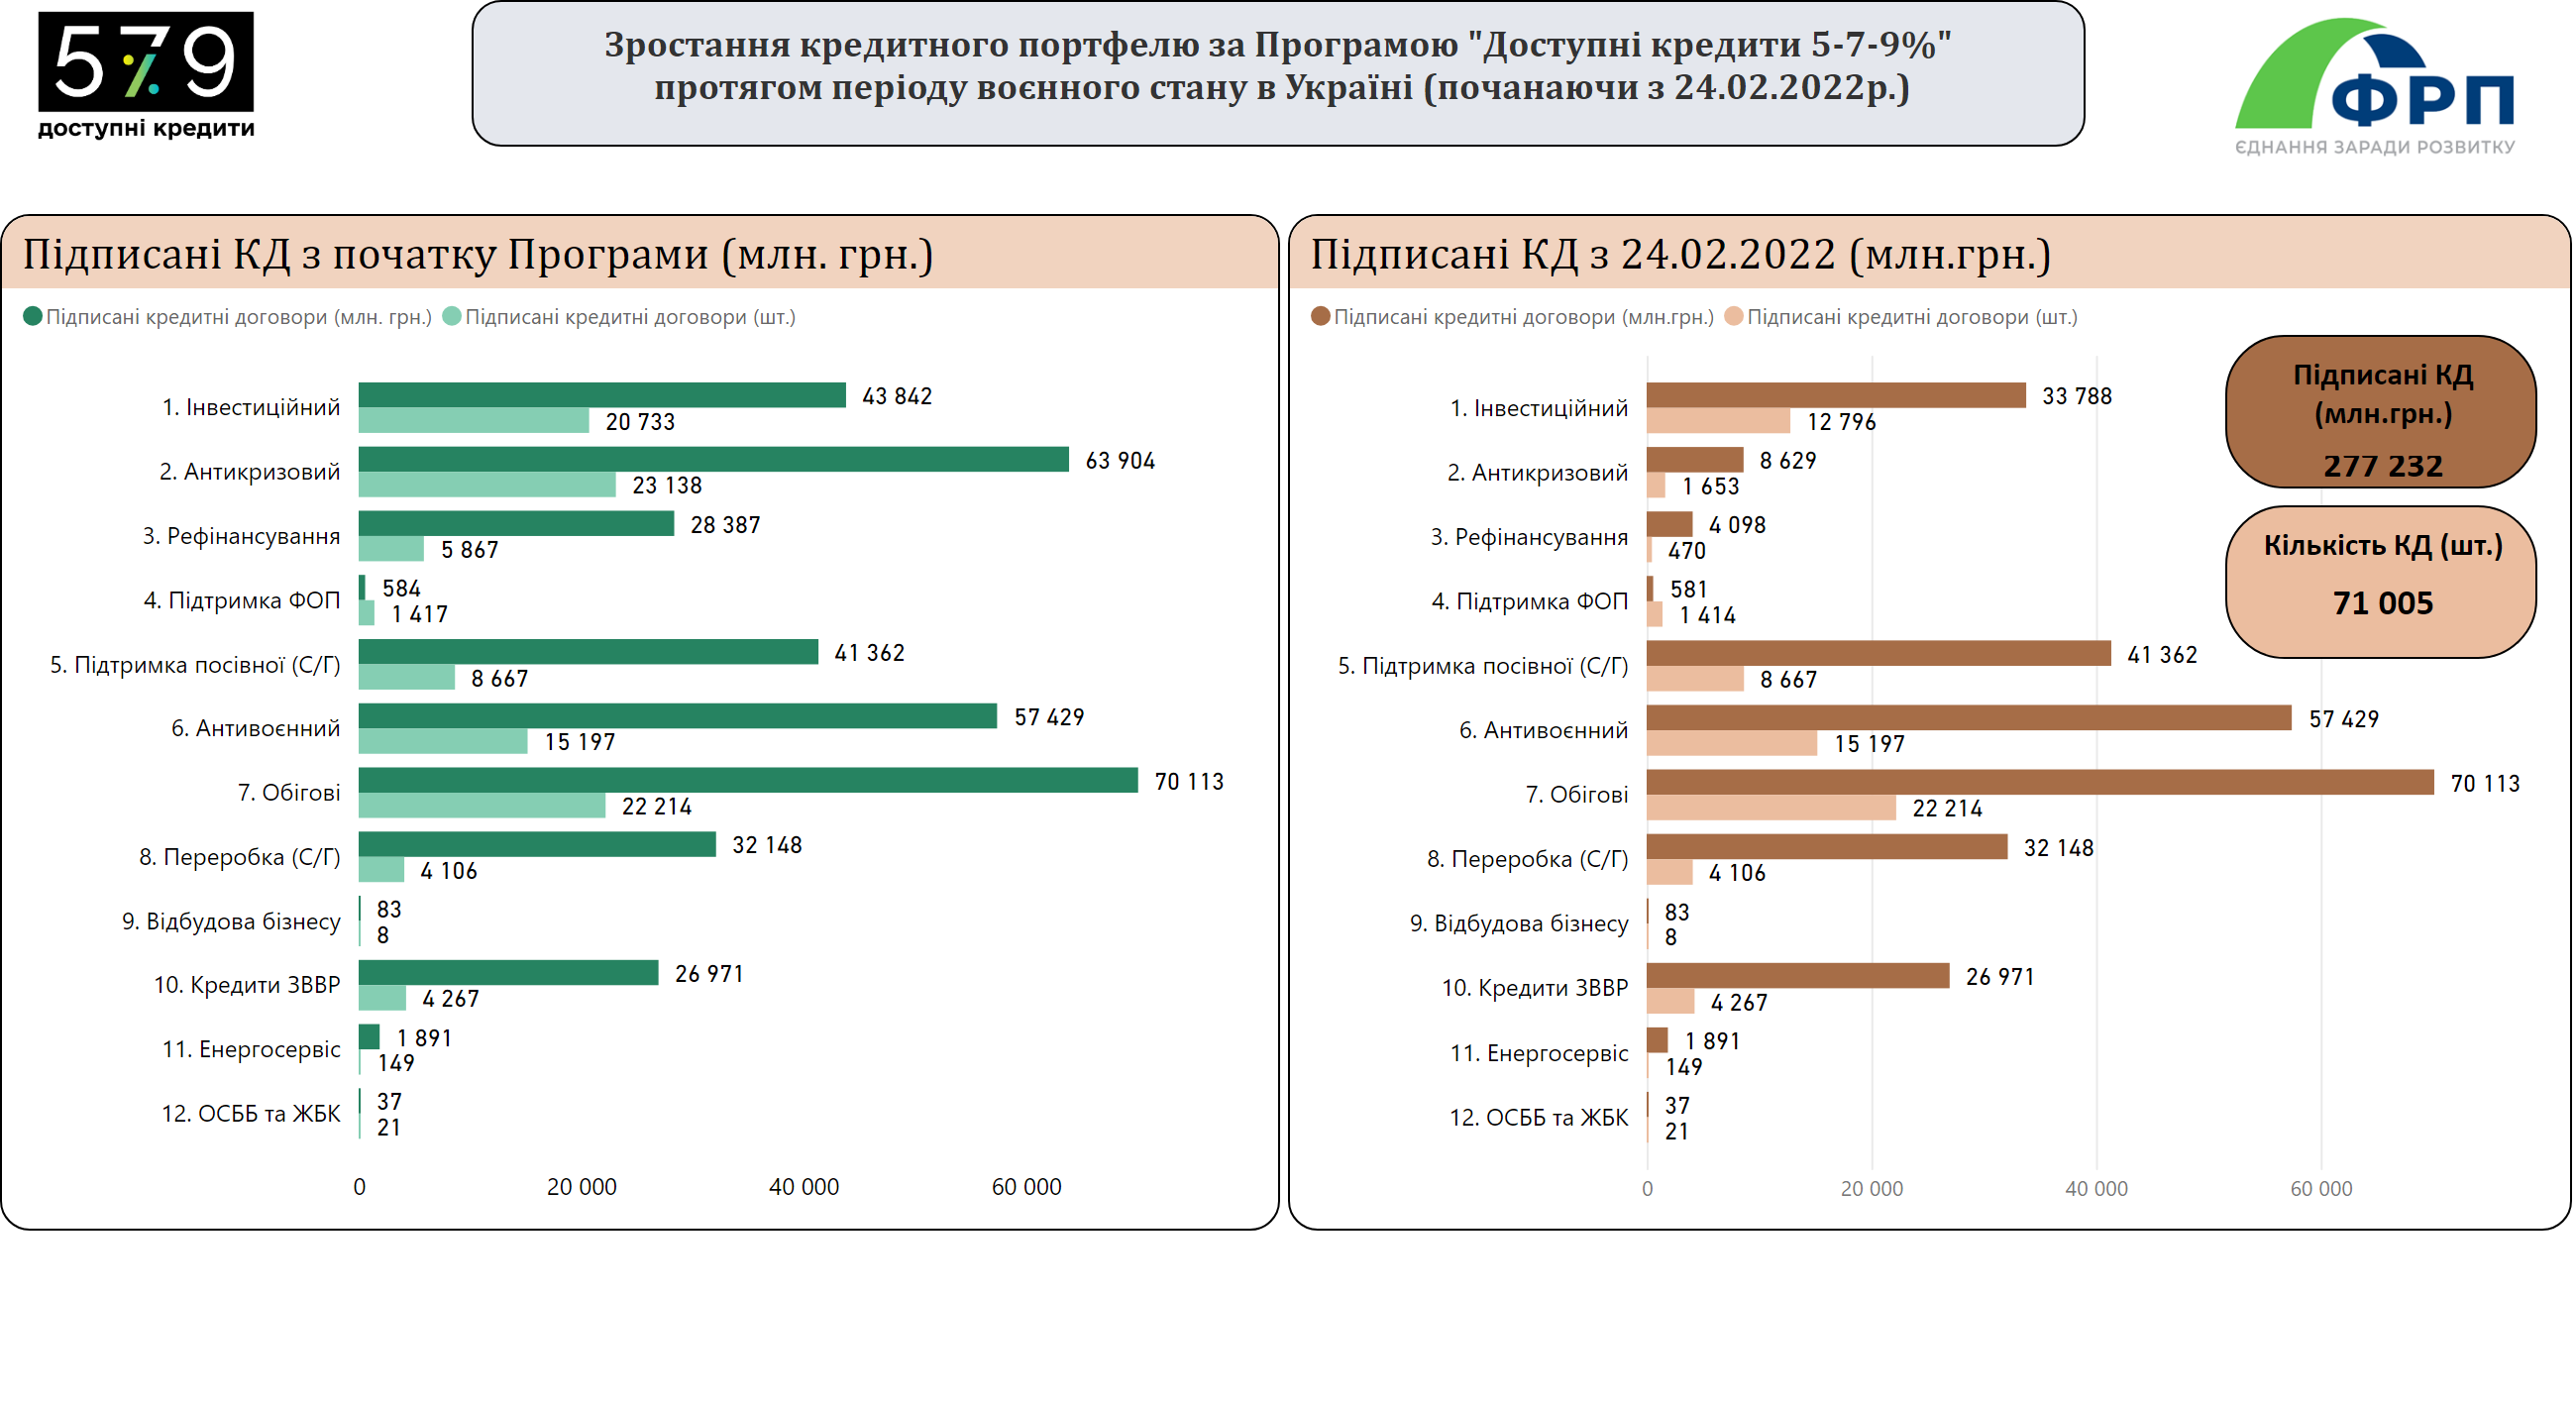 579
доступні кредити
Зростання кредитного портфелю за Програмою "Доступні кредити 5-7-9%"
протягом періоду воєнного стану в Україні (починаючи з 24.02.2022р.)
ФРП
ЄДНАННЯ ЗАРАДИ РОЗВИТКУ
Підписані КД з початку Програми (млн. грн.)
Підписані кредитні договори (млн. грн.) Підписані кредитні договори (шт.)
1. Інвестиційний
43 842
20 733
2. Антикризовий
63 904
23 138
3. Рефінансування
28 387
5 867
4. Підтримка ФОП
584
1 417
5. Підтримка посівної (С/Г)
41 362
8 667
6. Антивоєнний
57 429
15 197
7. Обігові
70 113
22 214
8. Переробка (С/Г)
32 148
4 106
9. Відбудова бізнесу
83
8
10. Кредити ЗВВР
26 971
4 267
11. Енергосервіс
1 891
149
12. ОСББ та ЖБК
37
21
0 20 000 40 000 60 000
Підписані КД з 24.02.2022 (млн.грн.)
Підписані кредитні договори (млн.грн.) Підписані кредитні договори (шт.)
1. Інвестиційний
33 788
12 796
2. Антикризовий
8 629
1 653
3. Рефінансування
4 098
470
4. Підтримка ФОП
581
1 414
5. Підтримка посівної (С/Г)
41 362
8 667
6. Антивоєнний
57 429
15 197
7. Обігові
70 113
22 214
8. Переробка (С/Г)
32 148
4 106
9. Відбудова бізнесу
83
8
10. Кредити ЗВВР
26 971
4 267
11. Енергосервіс
1 891
149
12. ОСББ та ЖБК
37
21
0 20 000 40 000 60 000
Підписані КД
(млн.грн.)
277 232
Кількість КД (шт.)
71 005